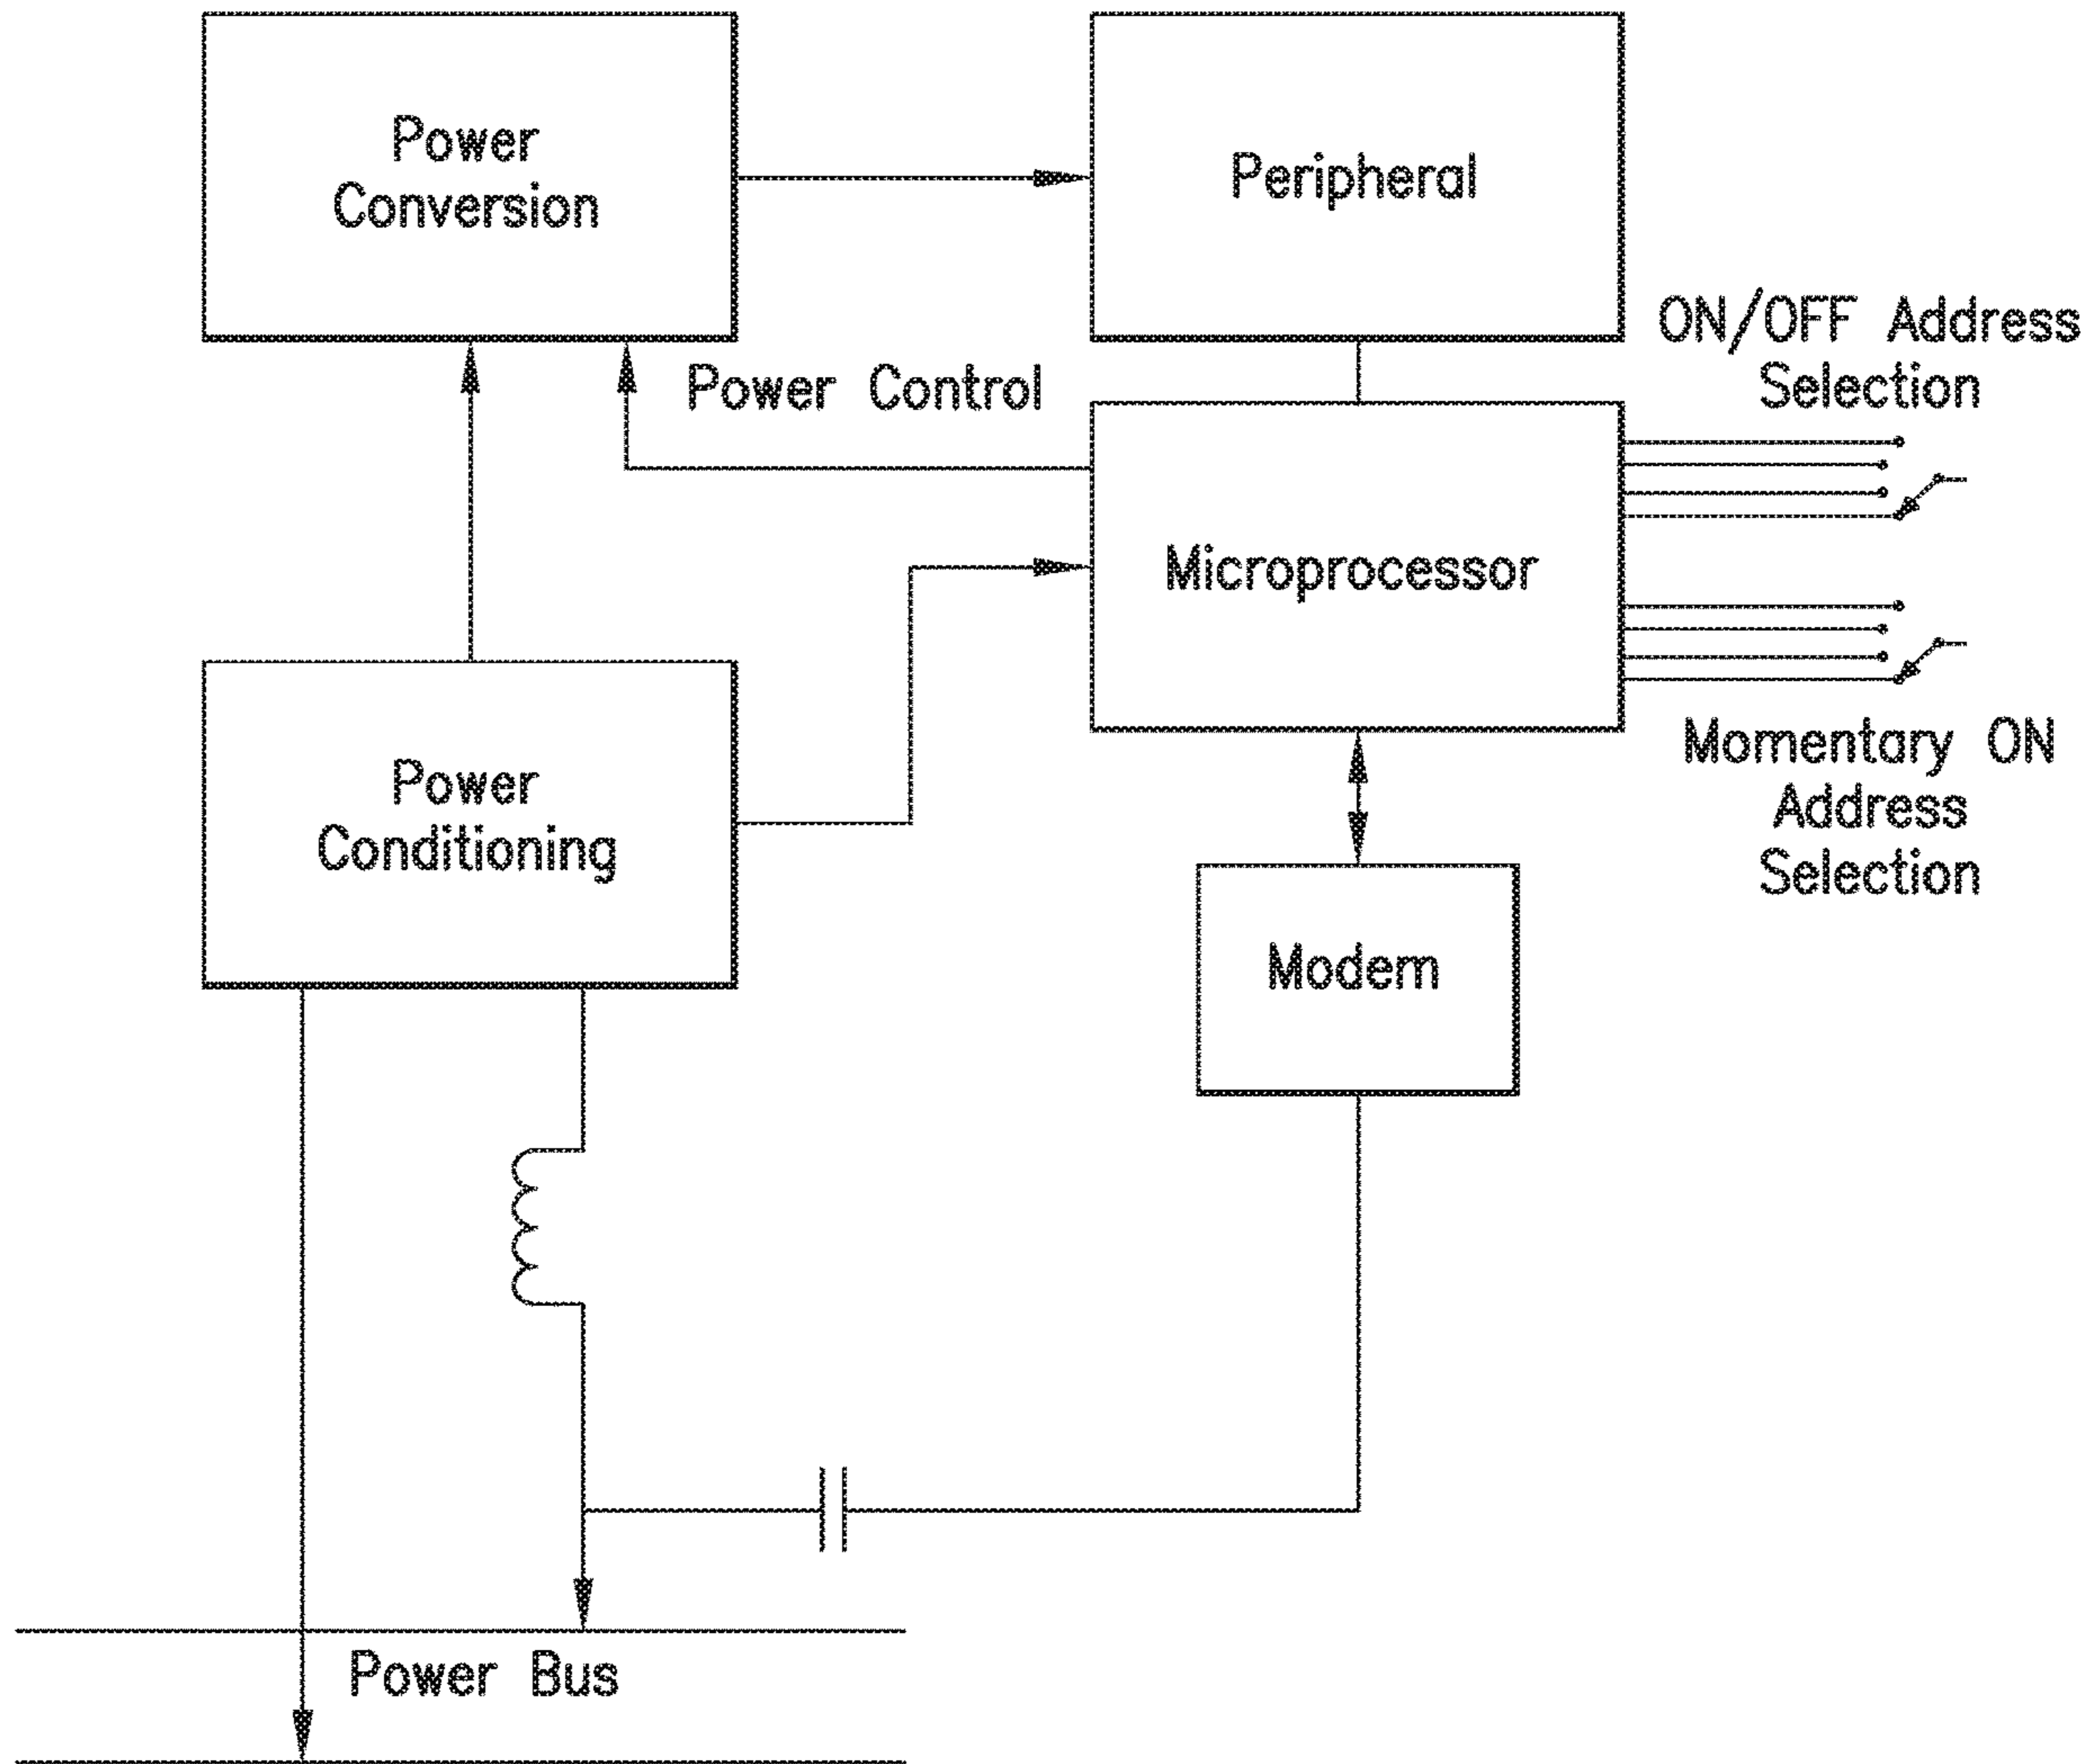 Power
Conversion
Peripheral
ON/OFF Address
Selection
Power Control
Microprocessor
Momentary ON
Address
Selection
Power
Conditioning
Modem
Power Bus